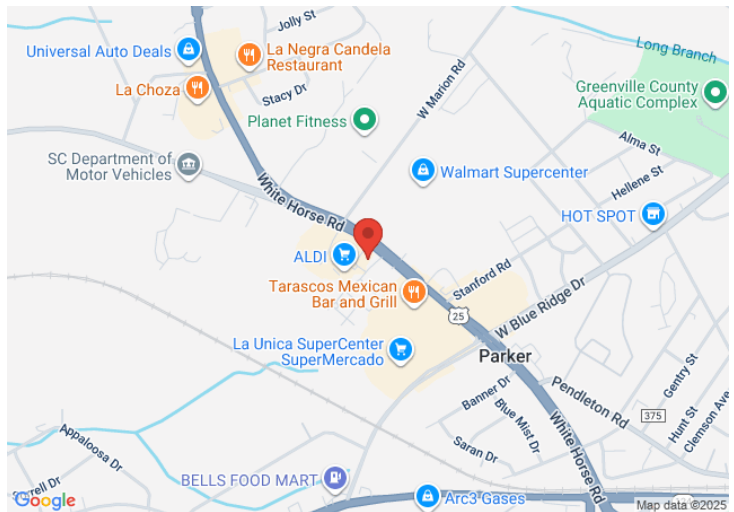 Jolly St
Universal Auto Deals
La Negra Candela
Restaurant
Long Branch
La Choza
Stacy Dr
W Marion Rd
Greenville County
Aquatic Complex
Planet Fitness
Alma St
SC Department of
Motor Vehicles
Walmart Supercenter
Hellene St
White Horse Rd
HOT SPOT
ALDI
Stanford Rd
Tarascos Mexican
Bar and Grill
25
W Blue Ridge Dr
La Unica SuperCenter
SuperMercado
Parker
Banner Dr
Pendleton Rd
Gentry St
375
Blue Mist Dr
Hunt St
Clemson Ave
Appaloosa Dr
Saran Dr
White Horse Rd
BELLS FOOD MART
Arc3 Gases
Google
Map data ©2025